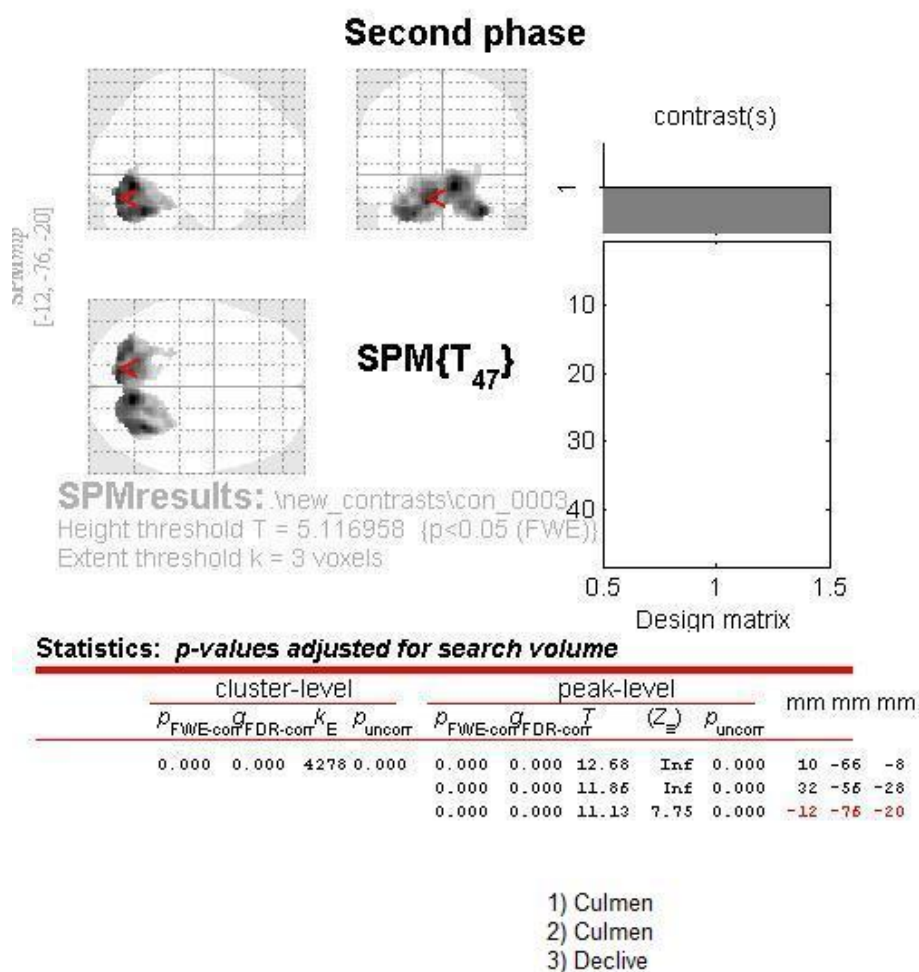 Second phase
contrast(s)
1
SPMmip
[-12, -76, -20]
10
20
30
40
SPM{T47}
SPMresults: .\new_contrasts\con_0003
Height threshold T = 5.116958 {p<0.05 (FWE)}
Extent threshold k = 3 voxels
0.5 1 1.5
Design matrix
Statistics: p-values adjusted for search volume
cluster-level peak-level mm mm mm
pFWE-corr qFDR-corr kE puncorr pFWE-corr qFDR-corr T (Z≡) puncorr
0.000 0.000 4278 0.000 0.000 0.000 12.68 Inf 0.000 10 -66 -8
0.000 0.000 11.86 Inf 0.000 32 -56 -28
0.000 0.000 11.13 7.75 0.000 -12 -76 -20
1) Culmen
2) Culmen
3) Declive